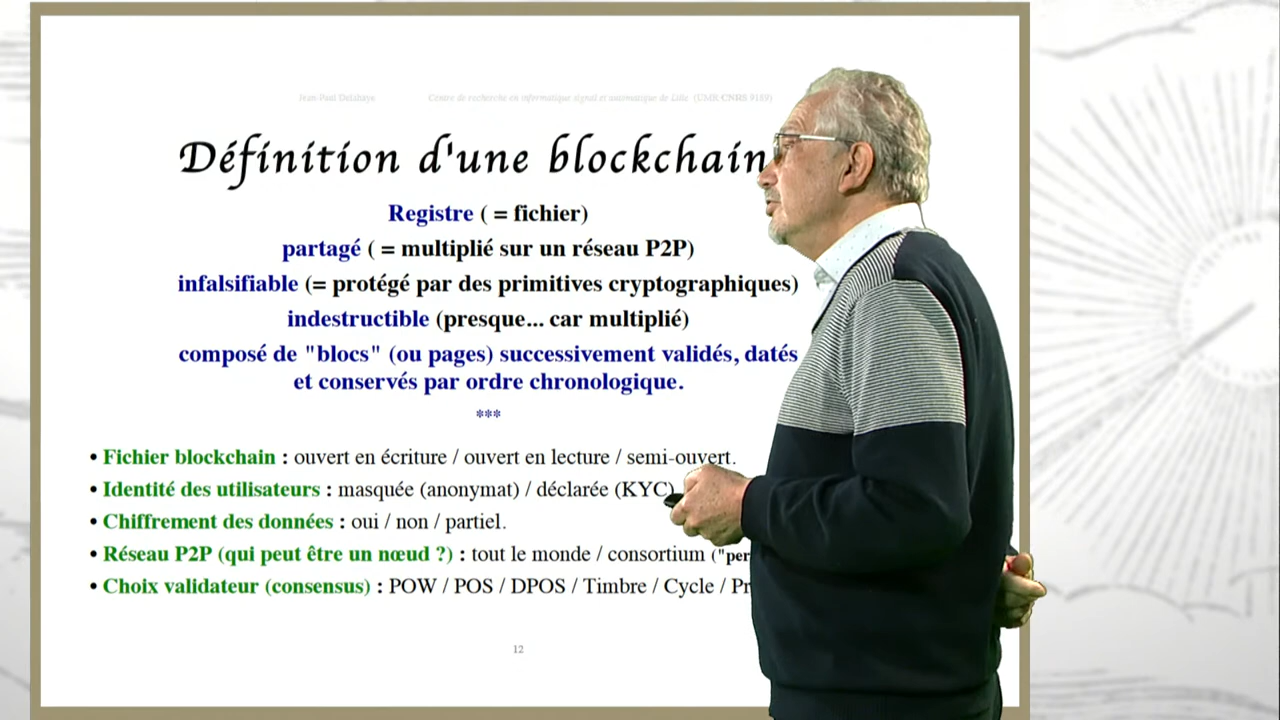 Jean-Paul Delahaye Centre de recherche en informatique signal et automatique de Lille (UMR CNRS 9189)
Définition d'une blockchain
Registre ( = fichier)
partagé ( = multiplié sur un réseau P2P)
infalsifiable (= protégé par des primitives cryptographiques)
indestructible (presque... car multiplié)
composé de "blocs" (ou pages) successivement validés, datés
et conservés par ordre chronologique.
***
• Fichier blockchain : ouvert en écriture / ouvert en lecture / semi-ouvert.
• Identité des utilisateurs : masquée (anonymat) / déclarée (KYC)
• Chiffrement des données : oui / non / partiel.
• Réseau P2P (qui peut être un nœud ?) : tout le monde / consortium
• Choix validateur (consensus) : POW / POS / DPOS / Timbre / Cycle /
12